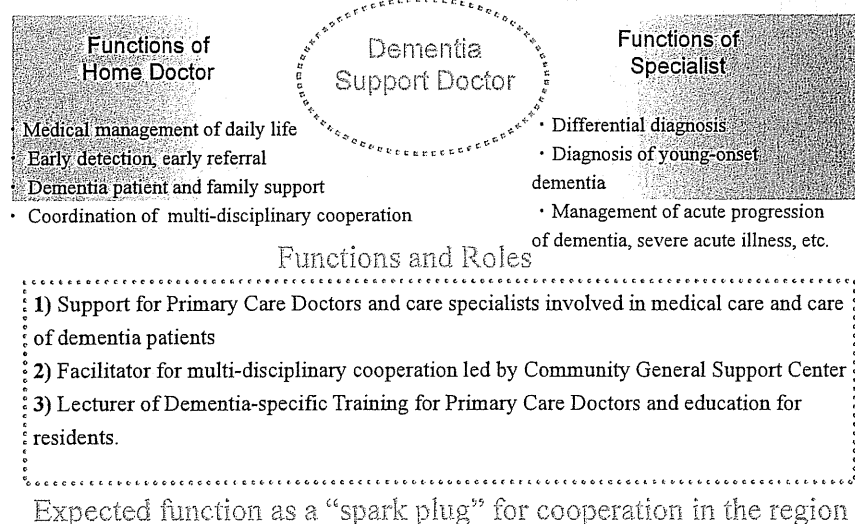 Functions of
Home Doctor
・Medical management of daily life
・Early detection, early referral
・Dementia patient and family support
・Coordination of multi-disciplinary cooperation
Dementia
Support Doctor
Functions of
Specialist
・Differential diagnosis
・Diagnosis of young-onset
dementia
・Management of acute progression
of dementia, severe acute illness, etc.
Functions and Roles
1) Support for Primary Care Doctors and care specialists involved in medical care and care
of dementia patients
2) Facilitator for multi-disciplinary cooperation led by Community General Support Center
3) Lecturer of Dementia-specific Training for Primary Care Doctors and education for
residents.
Expected function as a “spark plug” for cooperation in the region